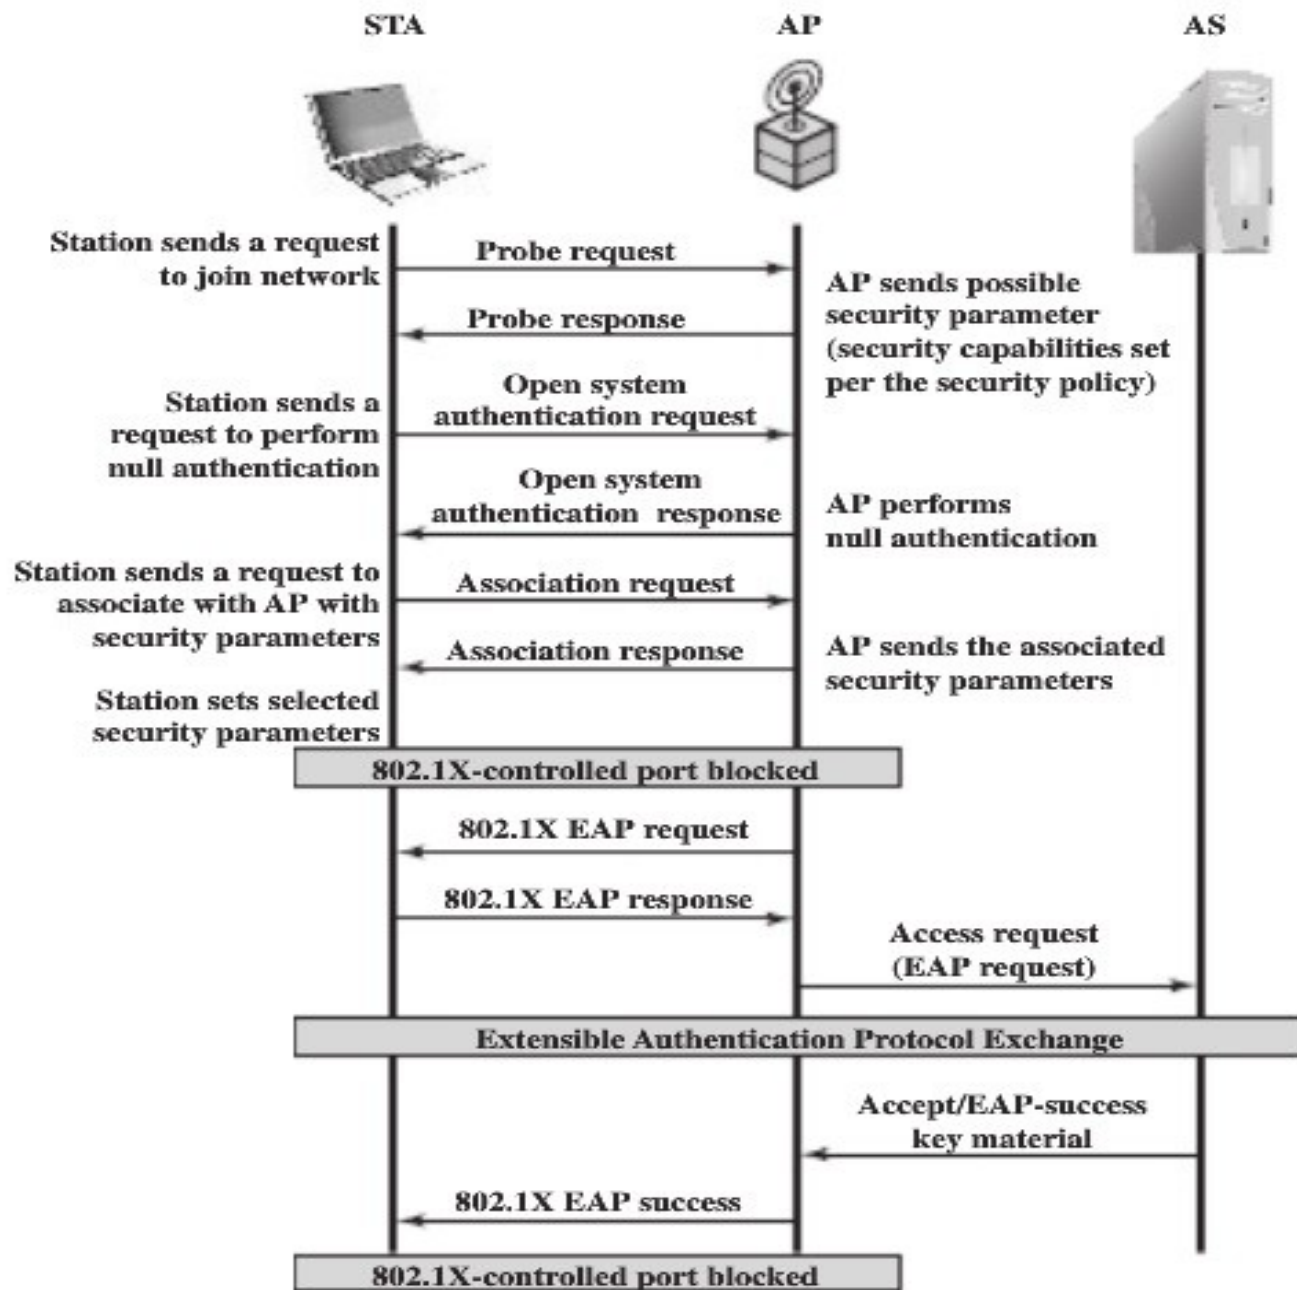 STA
AP
AS
Station sends a request
to join network
Probe request
AP sends possible
security parameter
(security capabilities set
per the security policy)
Probe response
Station sends a
request to perform
null authentication
Open system
authentication request
Open system
authentication response
AP performs
null authentication
Station sends a request to
associate with AP with
security parameters
Association request
Association response
AP sends the associated
security parameters
Station sets selected
security parameters
802.1X-controlled port blocked
802.1X EAP request
802.1X EAP response
Access request
(EAP request)
Extensible Authentication Protocol Exchange
Accept/EAP-success
key material
802.1X EAP success
802.1X-controlled port blocked